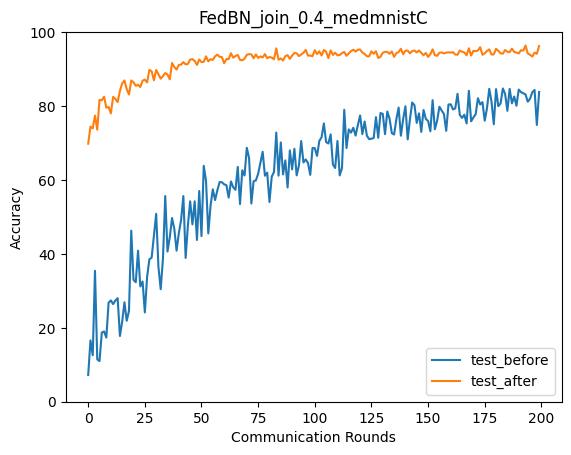 FedBN_join_0.4_medmnistC
100
80
60
40
20
0
Accuracy
0 25 50 75 100 125 150 175 200
Communication Rounds
test_before
test_after